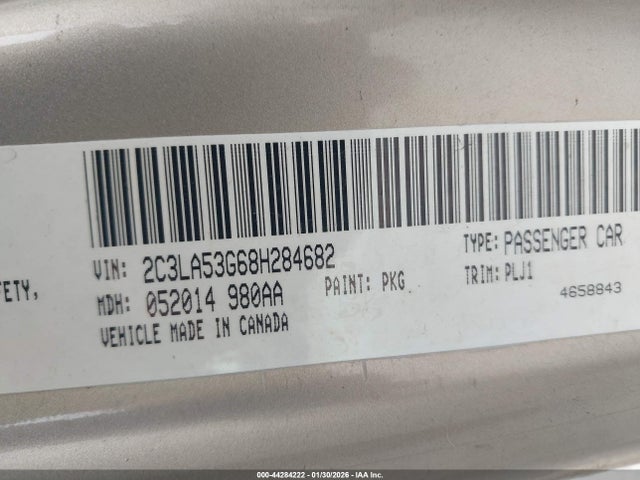 VIN: 2C3LA53G68H284682
TYPE: PASSENGER CAR
FETY,
MDH: 052014 980AA
PAINT: PKG
TRIM: PLJ1
VEHICLE MADE IN CANADA
4658843
000-44284222 - 01/30/2026 - IAA Inc.